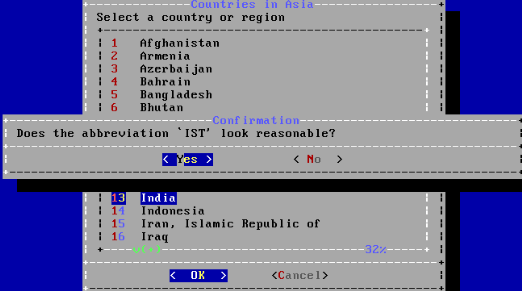 Countries in Asia
Select a country or region
1 Afghanistan
2 Armenia
3 Azerbaijan
4 Bahrain
5 Bangladesh
6 Bhutan
Confirmation
Does the abbreviation `IST' look reasonable?
< Yes > < No >
13 India
14 Indonesia
15 Iran, Islamic Republic of
16 Iraq
v(+) 32%
< OK > <Cancel>